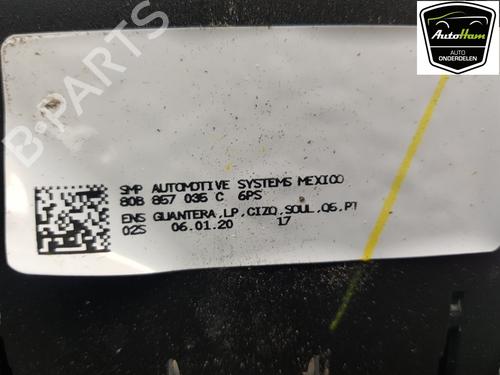 AutoHam
AUTO
ONDERDELEN
B-PARTS
SMP AUTOMOTIVE SYSTEMS MEXICO
80B 857 035 C 6PS
ENS GUANTERA,LP,CIZQ,SOUL,Q5,PT
02S 06.01.20 17